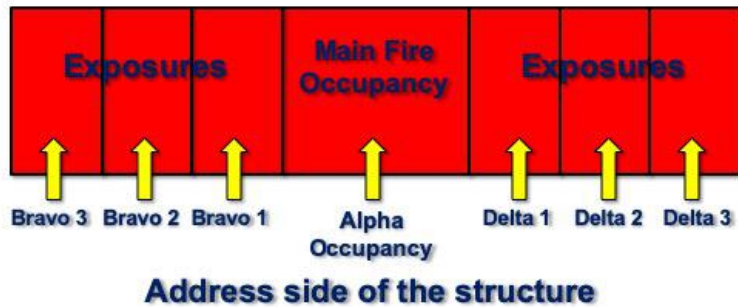 Exposures
Main Fire
Occupancy
Exposures
Bravo 3
Bravo 2
Bravo 1
Alpha
Occupancy
Delta 1
Delta 2
Delta 3
Address side of the structure